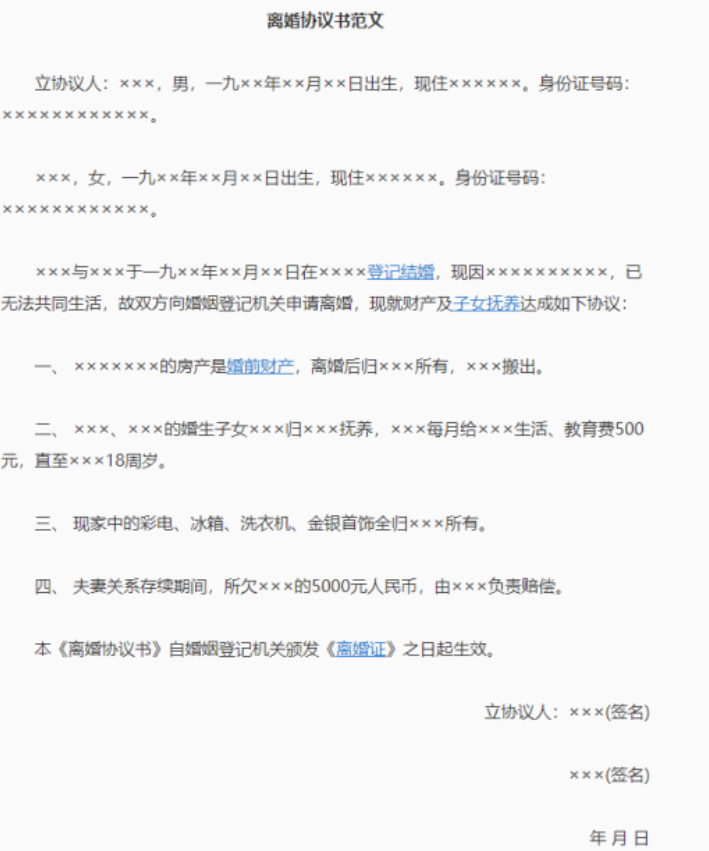 离婚协议书范文
立协议人：×××，男，一九××年××月××日出生，现住××××××。身份证号码：
××××××××××××。
×××，女，一九××年××月××日出生，现住××××××。身份证号码：
××××××××××××。
×××与×××于一九××年××月××日在××××登记结婚，现因××××××××××，已
无法共同生活，故双方向婚姻登记机关申请离婚，现就财产及子女抚养达成如下协议：
一、 ×××××××的房产是婚前财产，离婚后归×××所有，×××搬出。
二、 ×××、×××的婚生子女×××归×××抚养，×××每月给×××生活、教育费500
元，直至×××18周岁。
三、 现家中的彩电、冰箱、洗衣机、金银首饰全归×××所有。
四、 夫妻关系存续期间，所欠×××的5000元人民币，由×××负责赔偿。
本《离婚协议书》自婚姻登记机关颁发《离婚证》之日起生效。
立协议人：×××(签名)
×××(签名)
年 月 日